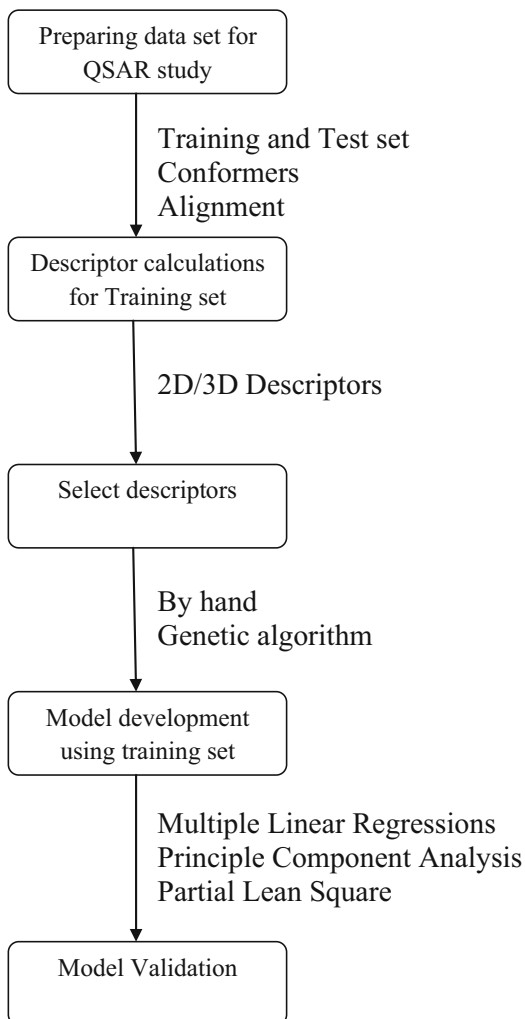 Preparing data set for
QSAR study
Training and Test set
Conformers
Alignment
Descriptor calculations
for Training set
2D/3D Descriptors
Select descriptors
By hand
Genetic algorithm
Model development
using training set
Multiple Linear Regressions
Principle Component Analysis
Partial Lean Square
Model Validation